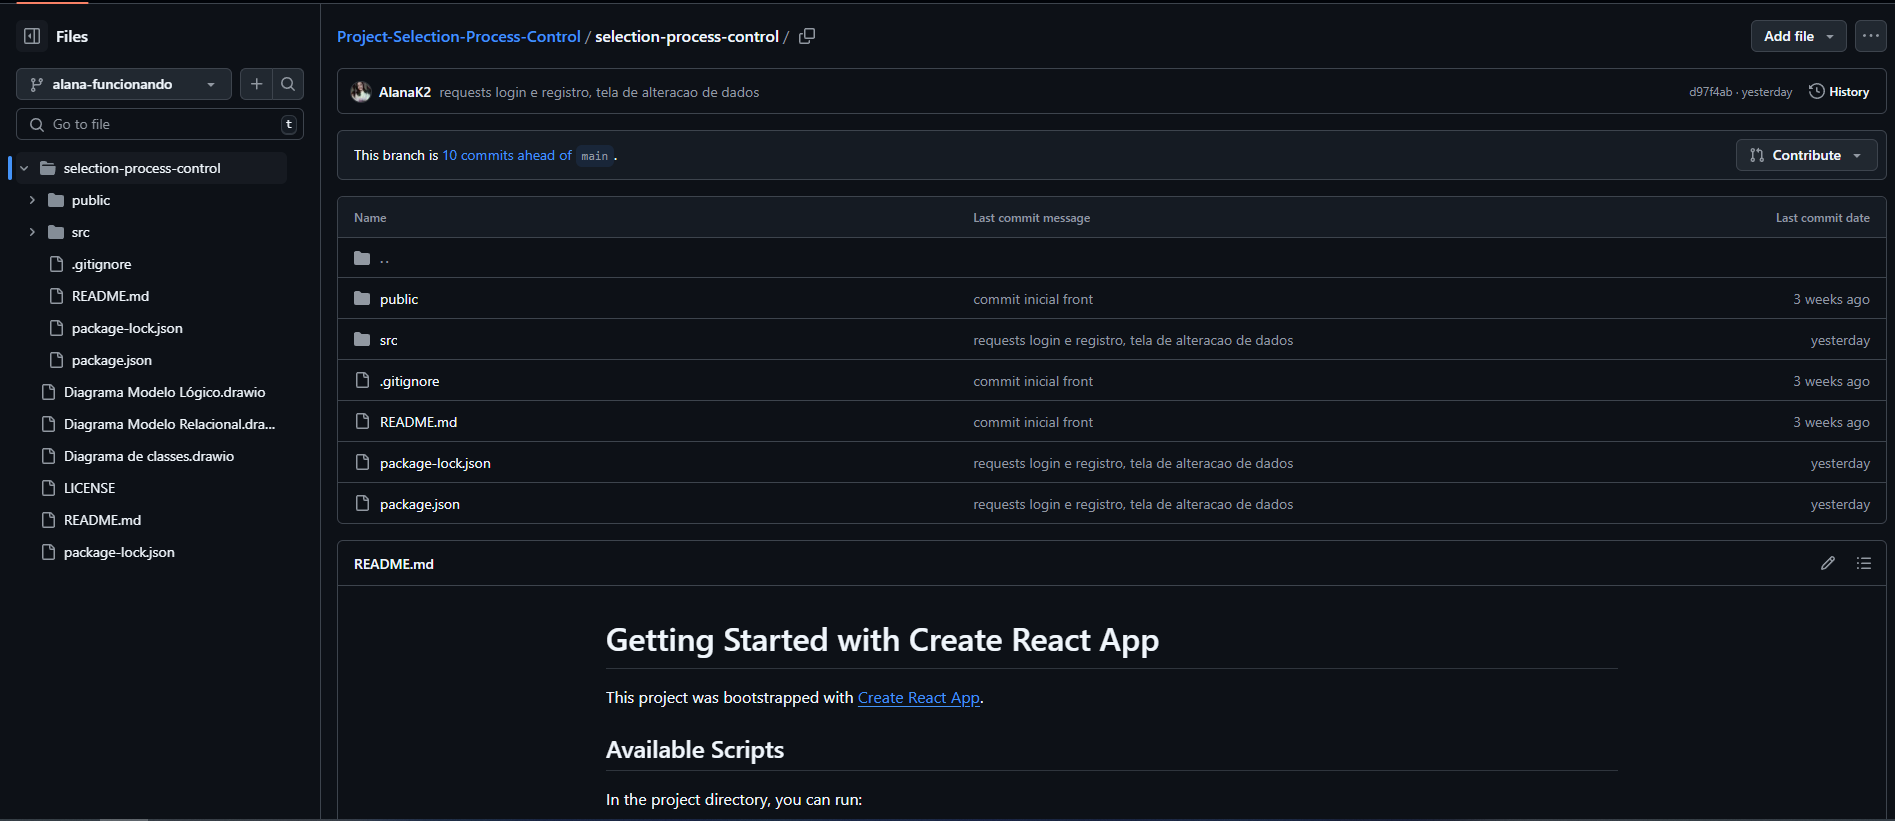 Files
alana-funcionando
Go to file
t
selection-process-control
public
src
.gitignore
README.md
package-lock.json
package.json
Diagrama Modelo Lógico.drawio
Diagrama Modelo Relacional.dra...
Diagrama de classes.drawio
LICENSE
README.md
package-lock.json
Project-Selection-Process-Control / selection-process-control /
Add file
AlanaK2 requests login e registro, tela de alteracao de dados
d97f4ab · yesterday History
This branch is 10 commits ahead of main .
Contribute
Name Last commit message Last commit date
..
public commit inicial front 3 weeks ago
src requests login e registro, tela de alteracao de dados yesterday
.gitignore commit inicial front 3 weeks ago
README.md commit inicial front 3 weeks ago
package-lock.json requests login e registro, tela de alteracao de dados yesterday
package.json requests login e registro, tela de alteracao de dados yesterday
README.md
Getting Started with Create React App
This project was bootstrapped with Create React App.
Available Scripts
In the project directory, you can run: